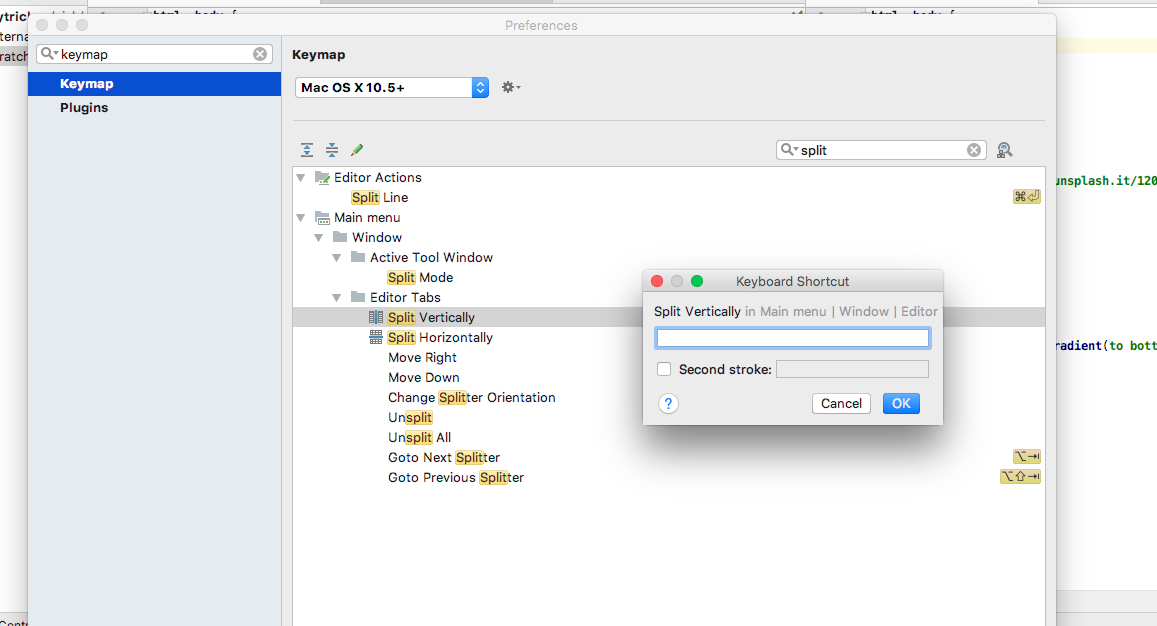 ytric
html, body {
html, body {
Preferences
terna
ratch
keymap
Keymap
Plugins
Keymap
Mac OS X 10.5+
split
Editor Actions
Split Line
⌘⏎
Main menu
Window
Active Tool Window
Split Mode
Editor Tabs
Split Vertically
Split Horizontally
Move Right
Move Down
Change Splitter Orientation
Unsplit
Unsplit All
Goto Next Splitter
⌥⇥
Goto Previous Splitter
⌥⇧⇥
Keyboard Shortcut
Split Vertically in Main menu | Window | Editor
Second stroke:
?
Cancel
OK
unsplash.it/120
radient(to bott
Contr